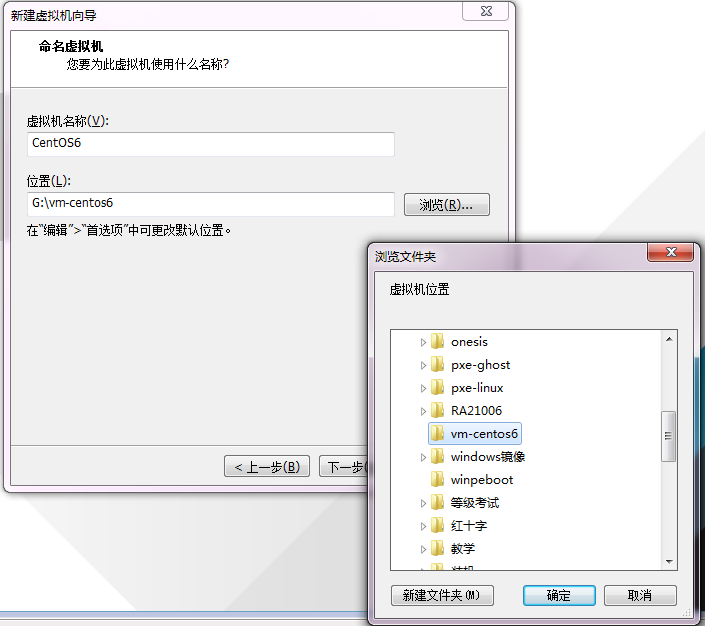 新建虚拟机向导
命名虚拟机
您要为此虚拟机使用什么名称?
虚拟机名称(V):
CentOS6
位置(L):
G:\vm-centos6
浏览(R)...
在"编辑">"首选项"中可更改默认位置。
< 上一步(B)
下一步(
浏览文件夹
虚拟机位置
onesis
pxe-ghost
pxe-linux
RA21006
vm-centos6
windows镜像
winpeboot
等级考试
红十字
教学
新建文件夹(M)
确定
取消